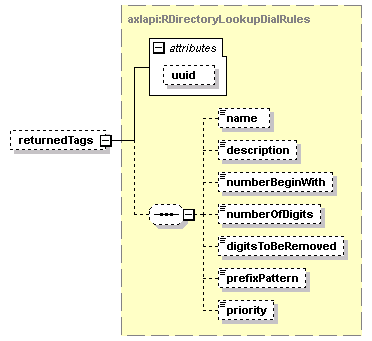 axlapi:RDirectoryLookupDialRules
attributes
uuid
returnedTags
name
description
numberBeginWith
numberOfDigits
digitsToBeRemoved
prefixPattern
priority